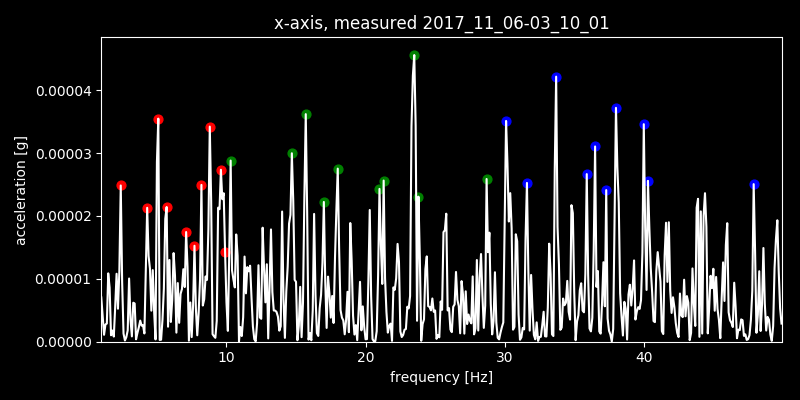 x-axis, measured 2017_11_06-03_10_01
0.00004
0.00003
0.00002
0.00001
0.00000
acceleration [g]
10 20 30 40
frequency [Hz]